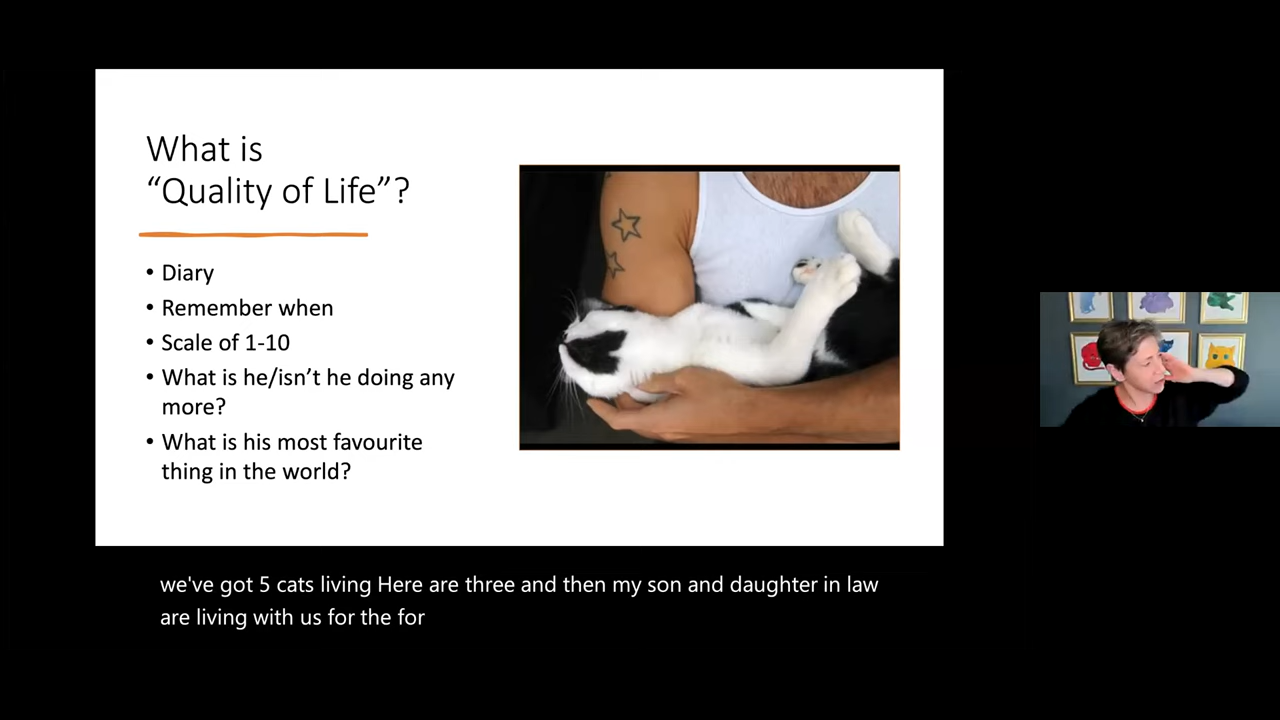 What is
“Quality of Life”?
• Diary
• Remember when
• Scale of 1-10
• What is he/isn’t he doing any
more?
• What is his most favourite
thing in the world?
we've got 5 cats living Here are three and then my son and daughter in law
are living with us for the for